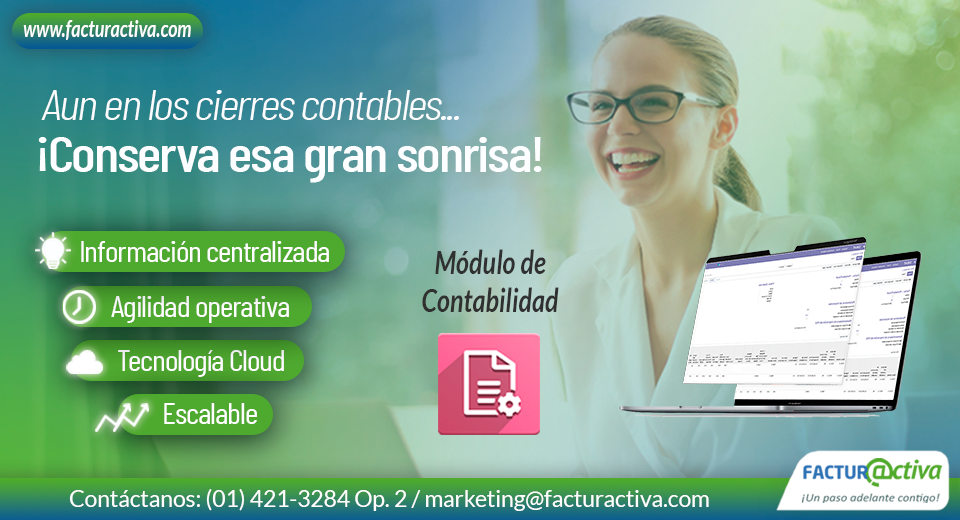 www.facturactiva.com
Aun en los cierres contables...
¡Conserva esa gran sonrisa!
Información centralizada
Agilidad operativa
Tecnología Cloud
Escalable
Módulo de
Contabilidad
FACTUR@ctiva
¡Un paso adelante contigo!
Contáctanos: (01) 421-3284 Op. 2 / marketing@facturactiva.com